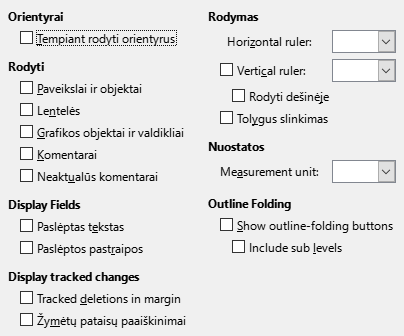 Orientyrai
Tempiant rodyti orientyrus
Rodyti
Paveikslai ir objektai
Lentelės
Grafikos objektai ir valdikliai
Komentarai
Neaktualūs komentarai
Display Fields
Paslėptas tekstas
Paslėptos pastraipos
Display tracked changes
Tracked deletions in margin
Žymėtų pataisų paaiškinimai
Rodymas
Horizontal ruler:
Vertical ruler:
Rodyti dešinėje
Tolygus slinkimas
Nuostatos
Measurement unit:
Outline Folding
Show outline-folding buttons
Include sub levels